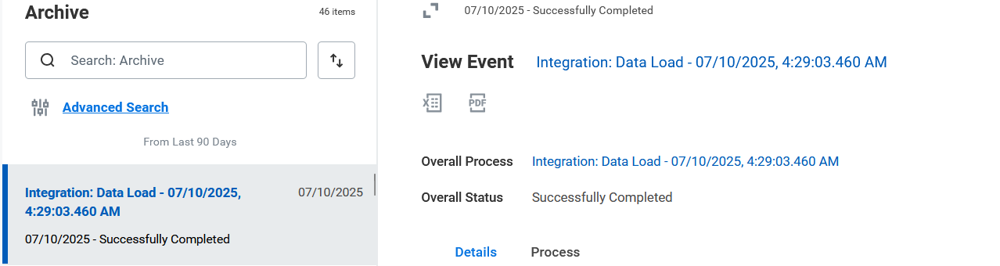 Archive
46 items
Search: Archive
Advanced Search
From Last 90 Days
Integration: Data Load - 07/10/2025,
4:29:03.460 AM
07/10/2025
07/10/2025 - Successfully Completed
07/10/2025 - Successfully Completed
View Event
Integration: Data Load - 07/10/2025, 4:29:03.460 AM
X
PDF
Overall Process
Integration: Data Load - 07/10/2025, 4:29:03.460 AM
Overall Status
Successfully Completed
Details
Process